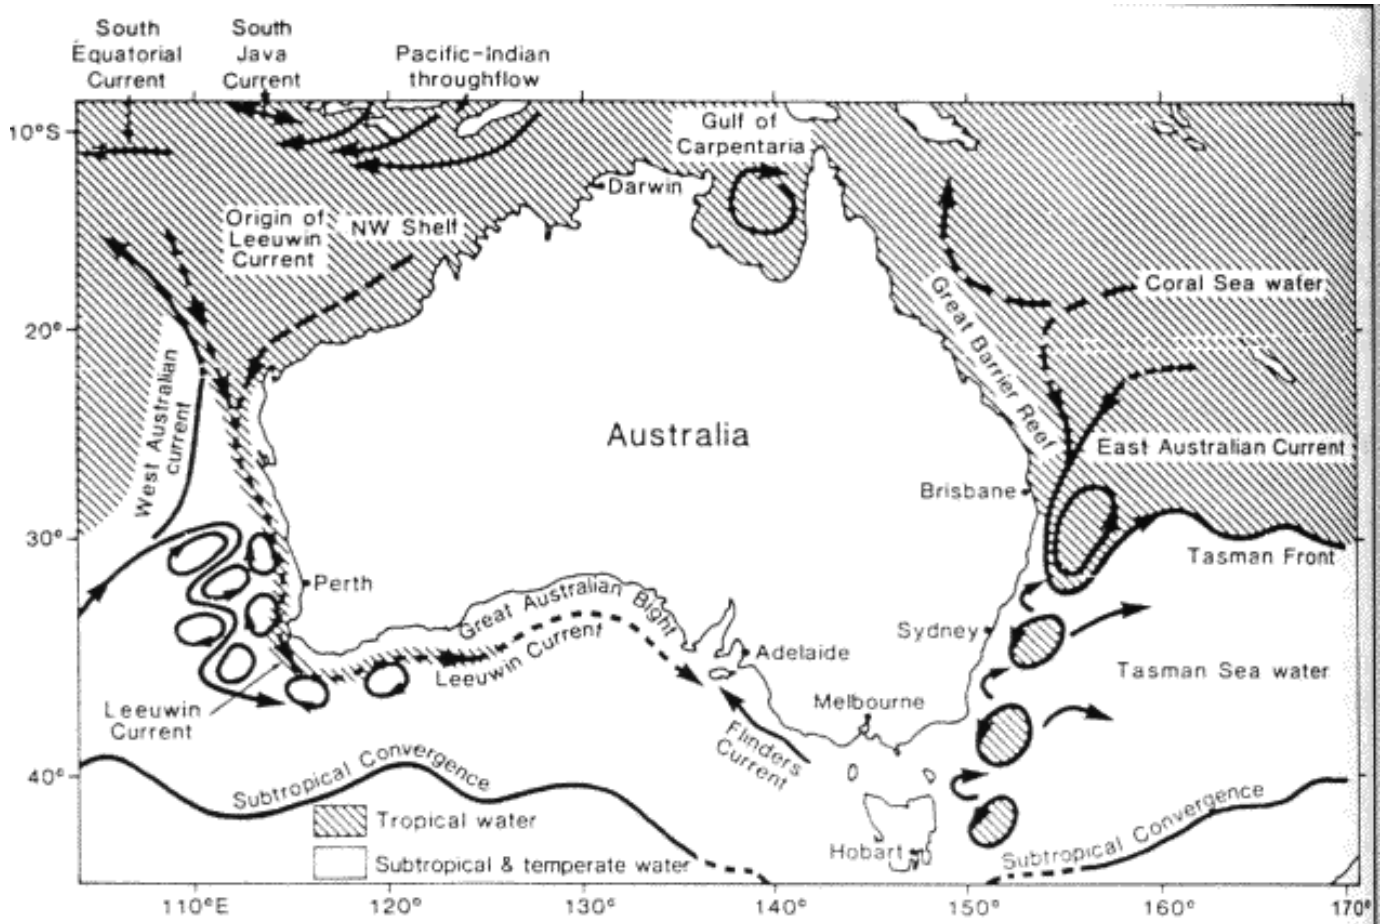 South
Equatorial
Current
South
Java
Current
Pacific-Indian
throughflow
10°S
20°
30°
40°
Gulf of
Carpentaria
Darwin
Origin of
Leeuwin
Current
NW Shelf
Coral Sea water
Great Barrier Reef
West Australian
current
Australia
East Australian Current
Brisbane
Tasman Front
Perth
Great Australian Bight
Leeuwin Current
Sydney
Adelaide
Tasman Sea water
Melbourne
Leeuwin
Current
Flinders
Current
Subtropical Convergence
Tropical water
Subtropical & temperate water
Hobart
Subtropical Convergence
110°E
120°
130°
140°
150°
160°
170°